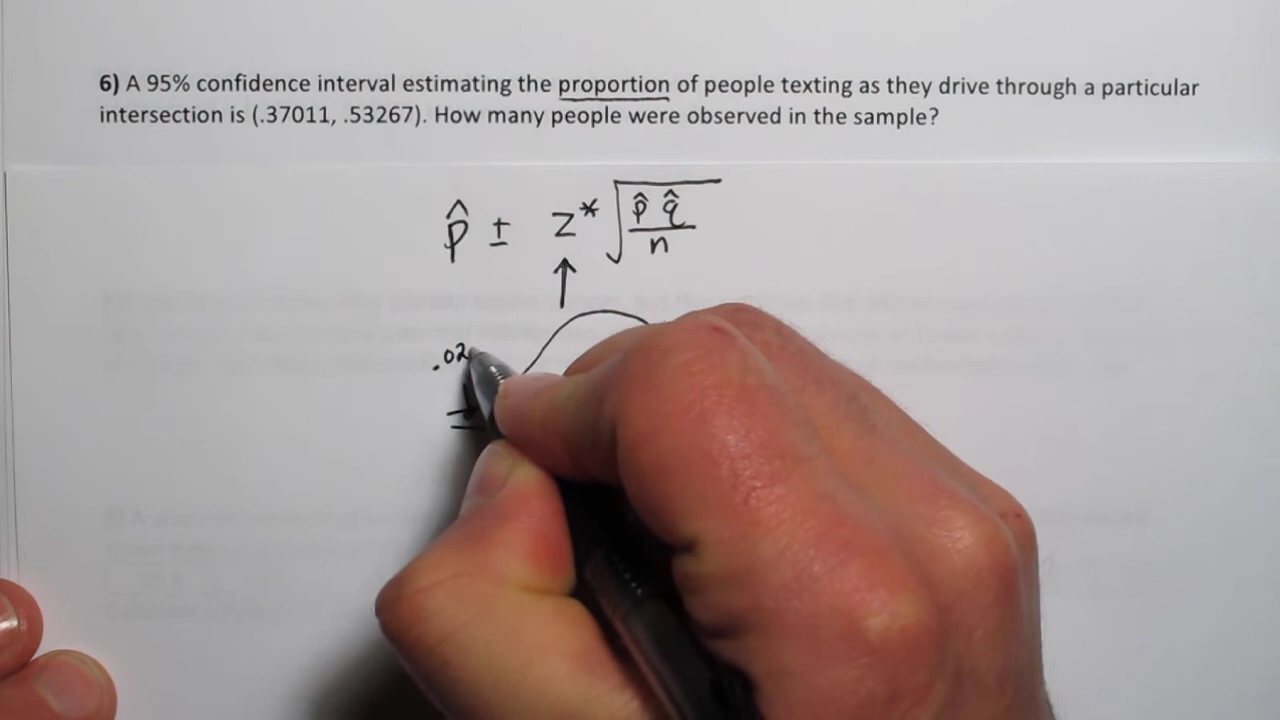 6) A 95% confidence interval estimating the proportion of people texting as they drive through a particular
intersection is (.37011, .53267). How many people were observed in the sample?
p̂ ± z* √(p̂ q̂ / n)
.02